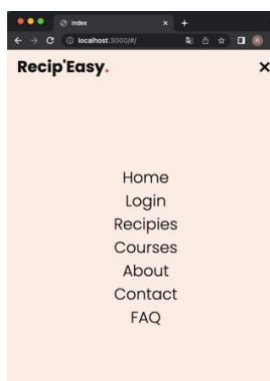 Index
localhost:3000/#/
Recip'Easy.
Home
Login
Recipies
Courses
About
Contact
FAQ